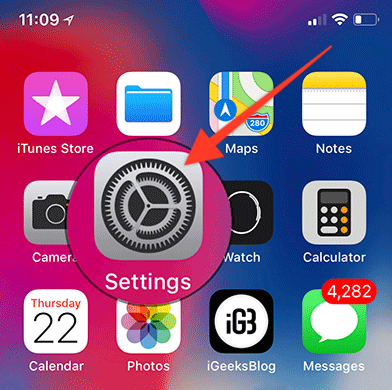 11:09
iTunes Store
Maps
Notes
280
Settings
Camera
Watch
Calculator
4,282
Thursday
22
iGB
Calendar
Photos
iGeeksBlog
Messages